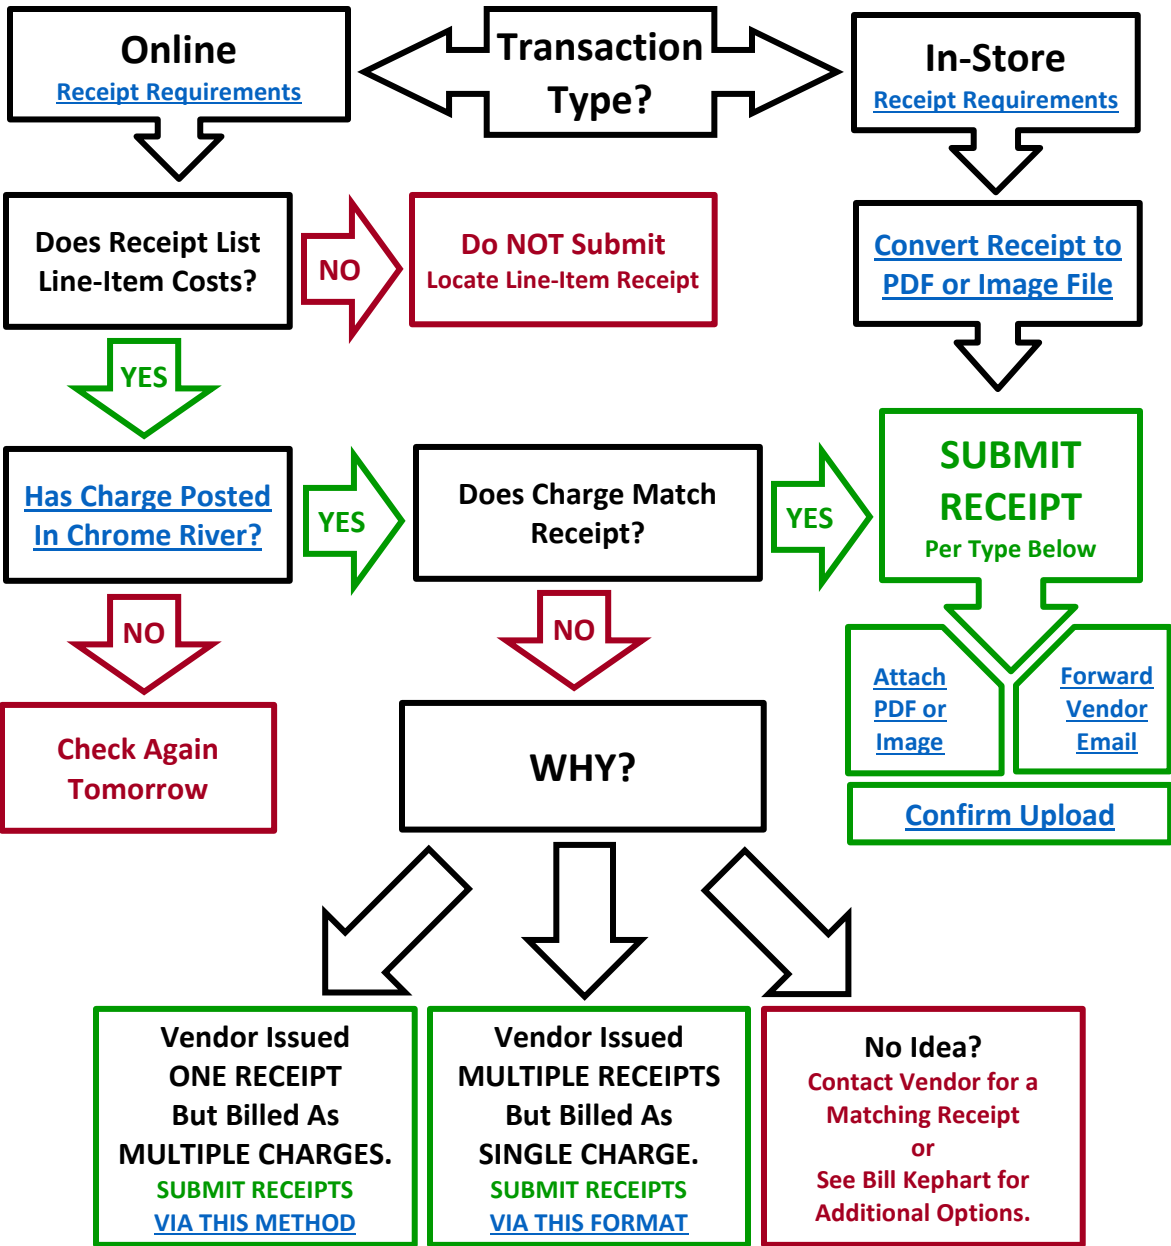 Online
Receipt Requirements
Transaction
Type?
In-Store
Receipt Requirements
Does Receipt List
Line-Item Costs?
NO
Do NOT Submit
Locate Line-Item Receipt
Convert Receipt to
PDF or Image File
YES
Has Charge Posted
In Chrome River?
YES
Does Charge Match
Receipt?
YES
SUBMIT
RECEIPT
Per Type Below
NO
NO
Attach
PDF or
Image
Forward
Vendor
Email
Check Again
Tomorrow
WHY?
Confirm Upload
Vendor Issued
ONE RECEIPT
But Billed As
MULTIPLE CHARGES.
SUBMIT RECEIPTS
VIA THIS METHOD
Vendor Issued
MULTIPLE RECEIPTS
But Billed As
SINGLE CHARGE.
SUBMIT RECEIPTS
VIA THIS FORMAT
No Idea?
Contact Vendor for a
Matching Receipt
or
See Bill Kephart for
Additional Options.